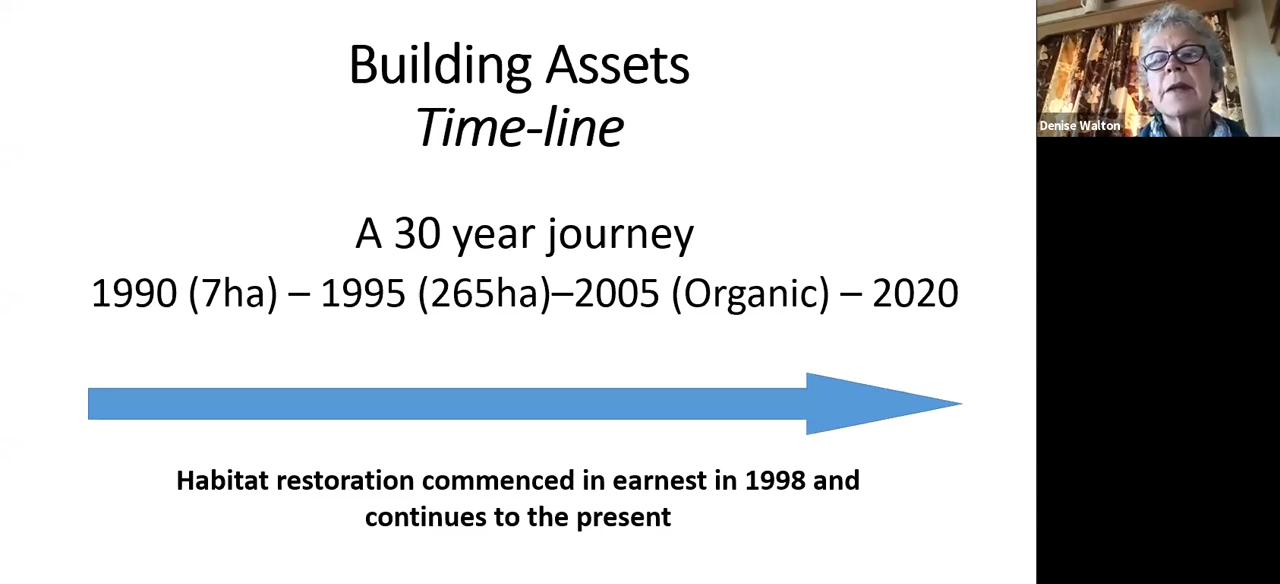 Building Assets
Time-line
A 30 year journey
1990 (7ha) – 1995 (265ha)–2005 (Organic) – 2020
Habitat restoration commenced in earnest in 1998 and
continues to the present
Denise Walton